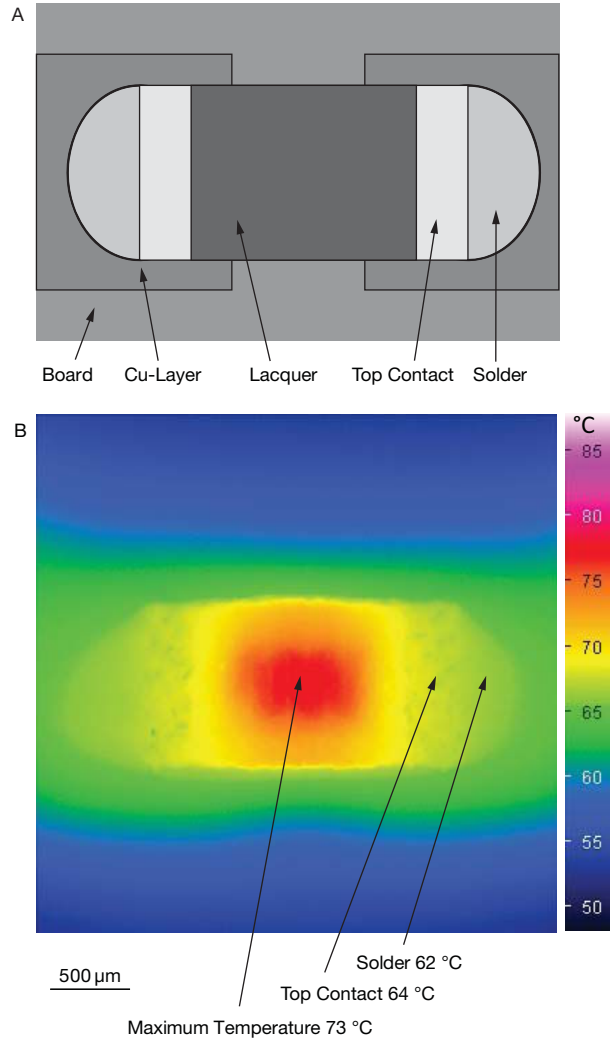 A
Board Cu-Layer Lacquer Top Contact Solder
B
°C
85
80
75
70
65
60
55
50
Solder 62 °C
500 µm
Top Contact 64 °C
Maximum Temperature 73 °C